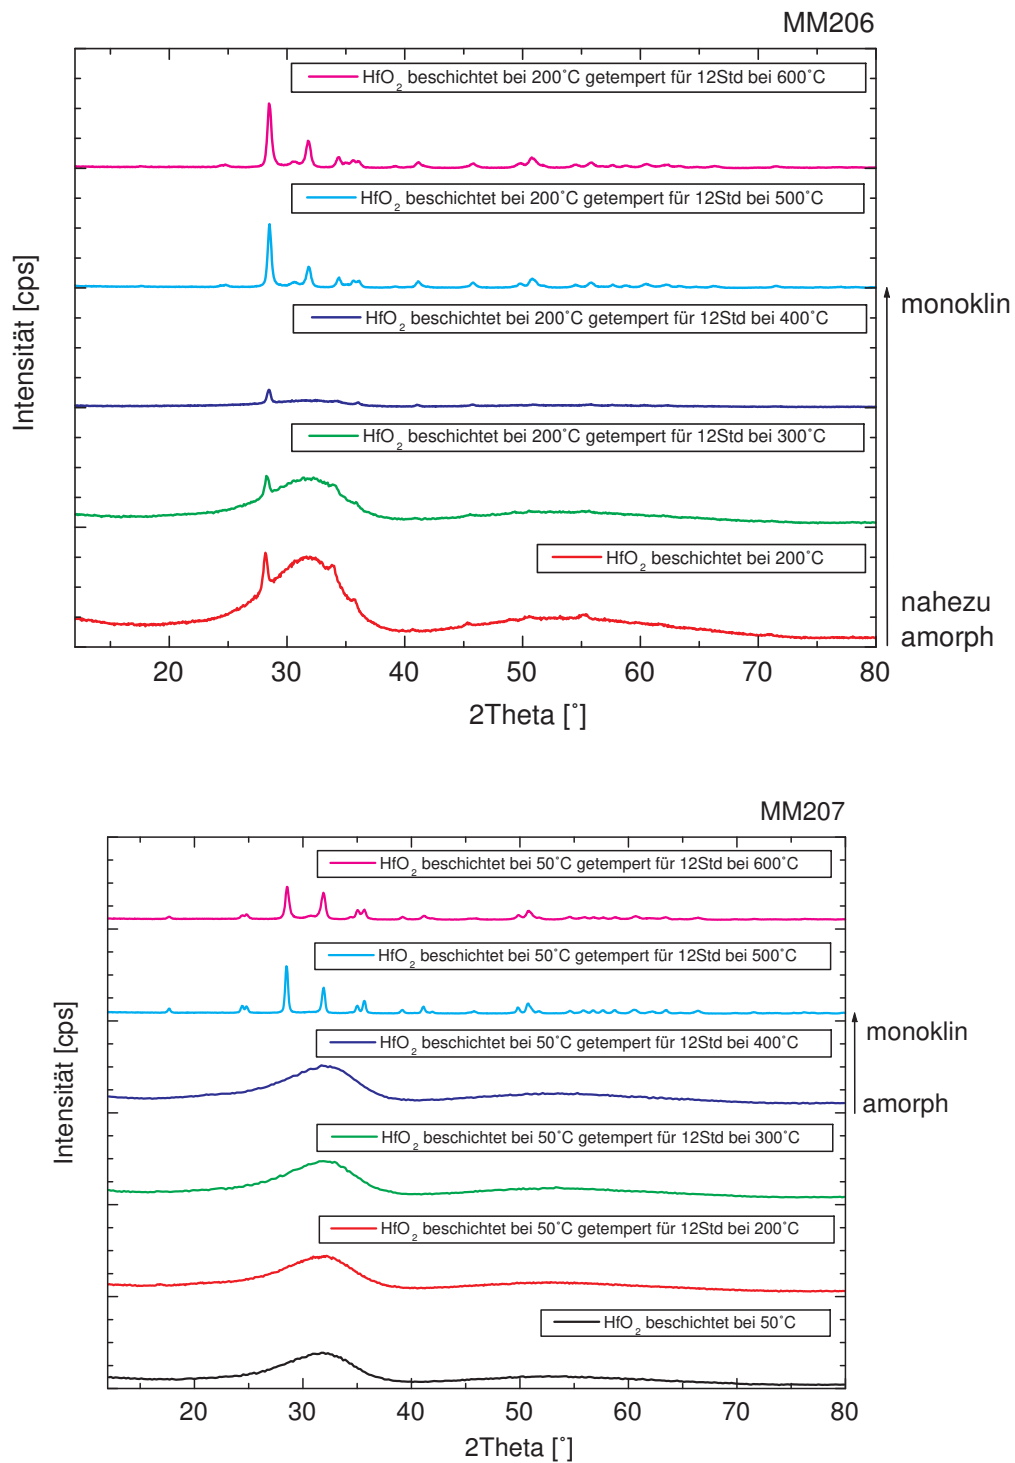 MM206
HfO2 beschichtet bei 200°C getempert für 12Std bei 600°C
HfO2 beschichtet bei 200°C getempert für 12Std bei 500°C
HfO2 beschichtet bei 200°C getempert für 12Std bei 400°C
HfO2 beschichtet bei 200°C getempert für 12Std bei 300°C
HfO2 beschichtet bei 200°C
Intensität [cps]
monoklin
nahezu
amorph
20 30 40 50 60 70 80
2Theta [°]
MM207
HfO2 beschichtet bei 50°C getempert für 12Std bei 600°C
HfO2 beschichtet bei 50°C getempert für 12Std bei 500°C
HfO2 beschichtet bei 50°C getempert für 12Std bei 400°C
HfO2 beschichtet bei 50°C getempert für 12Std bei 300°C
HfO2 beschichtet bei 50°C getempert für 12Std bei 200°C
HfO2 beschichtet bei 50°C
Intensität [cps]
monoklin
amorph
20 30 40 50 60 70 80
2Theta [°]